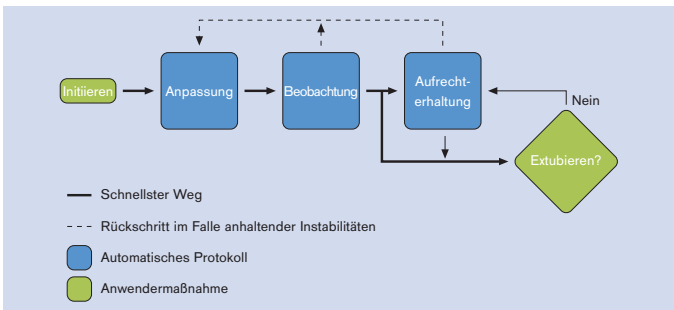 Initiieren
Anpassung
Beobachtung
Aufrecht-
erhaltung
Nein
Extubieren?
Schnellster Weg
Rückschritt im Falle anhaltender Instabilitäten
Automatisches Protokoll
Anwendermaßnahme